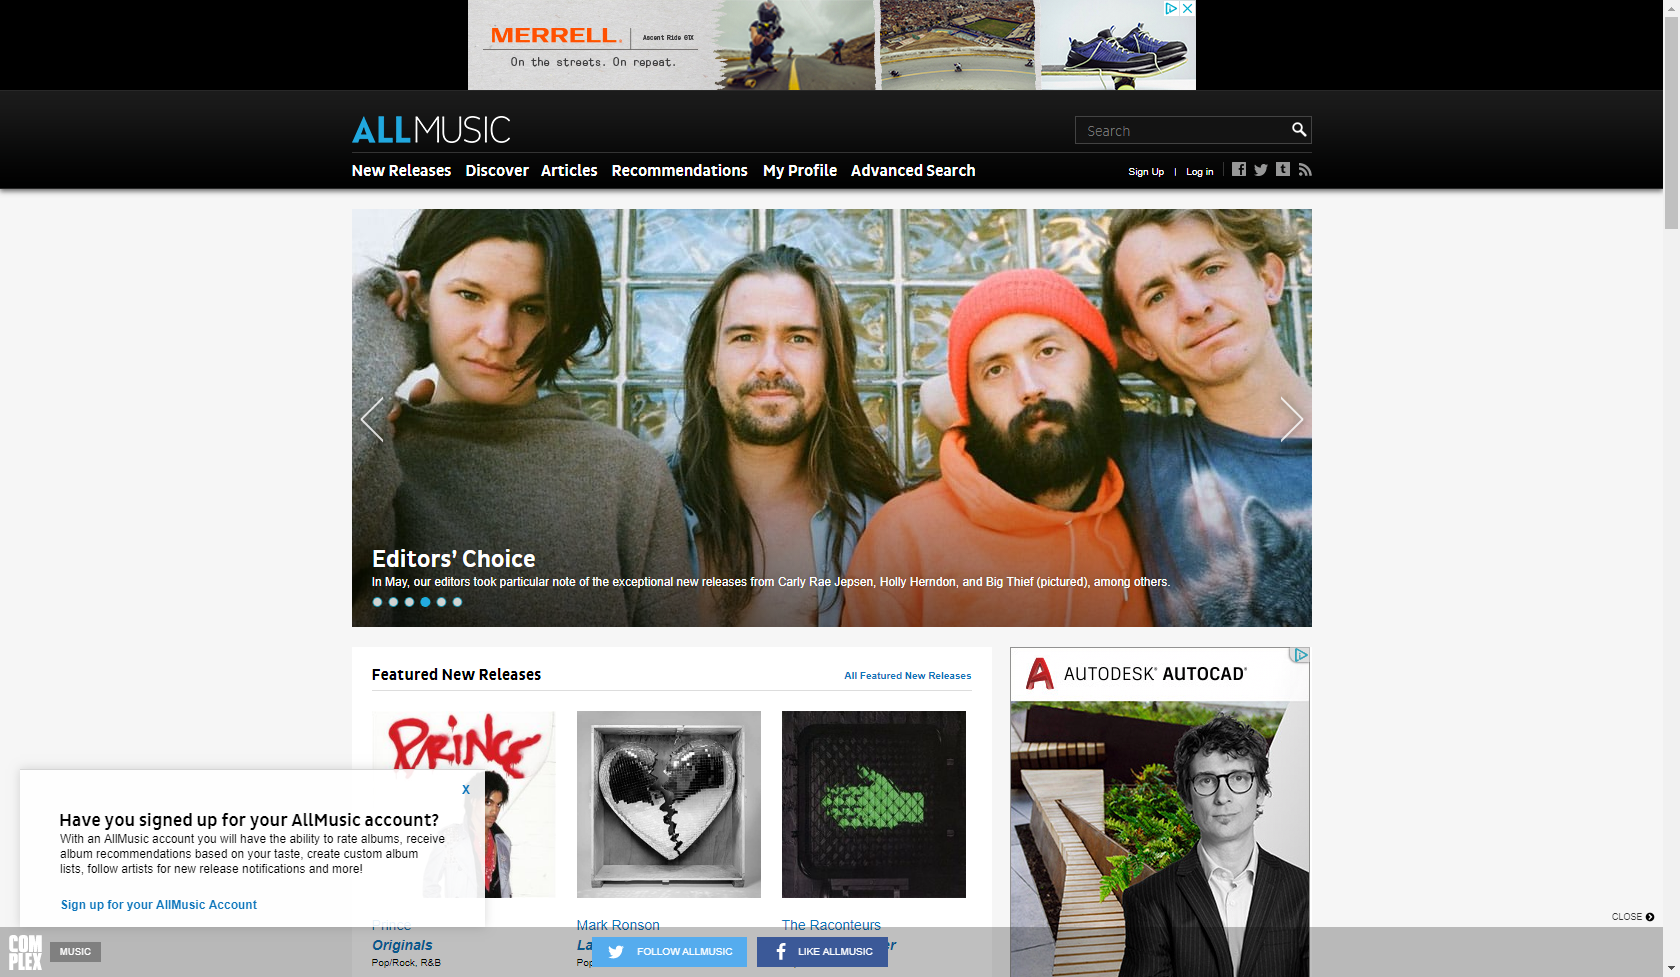 MERRELL
Ascent Ride GTX
On the streets. On repeat.
ALLMUSIC
Search
New Releases
Discover
Articles
Recommendations
My Profile
Advanced Search
Sign Up | Log in
Editors’ Choice
In May, our editors took particular note of the exceptional new releases from Carly Rae Jepsen, Holly Herndon, and Big Thief (pictured), among others.
Featured New Releases
All Featured New Releases
PRINCE
AUTODESK® AUTOCAD®
X
Have you signed up for your AllMusic account?
With an AllMusic account you will have the ability to rate albums, receive
album recommendations based on your taste, create custom album
lists, follow artists for new release notifications and more!
Sign up for your AllMusic Account
Prince
Originals
Pop/Rock, R&B
Mark Ronson
The Raconteurs
CLOSE
COMPLEX
MUSIC
FOLLOW ALLMUSIC
LIKE ALLMUSIC